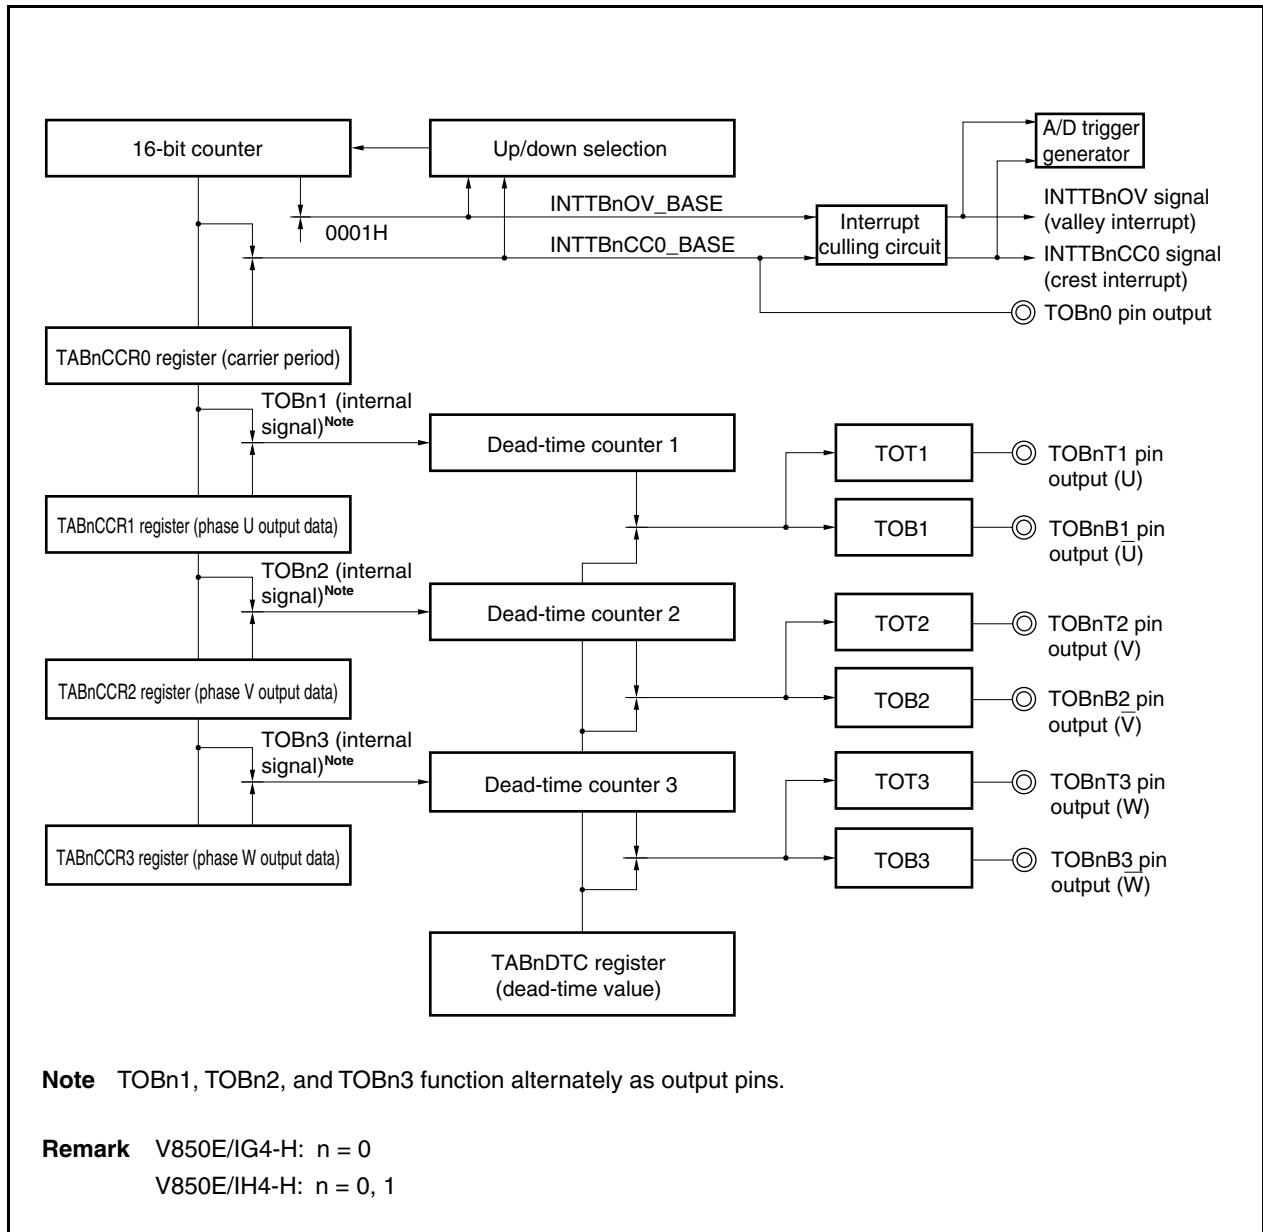 16-bit counter
Up/down selection
A/D trigger
generator
INTTBnOV_BASE
0001H
INTTBnCC0_BASE
Interrupt
culling circuit
INTTBnOV signal
(valley interrupt)
INTTBnCC0 signal
(crest interrupt)
TOBn0 pin output
TABnCCR0 register (carrier period)
TOBn1 (internal
signal)Note
Dead-time counter 1
TOT1
TOBnT1 pin
output (U)
TABnCCR1 register (phase U output data)
TOB1
TOBnB1 pin
output (U̅)
TOBn2 (internal
signal)Note
Dead-time counter 2
TOT2
TOBnT2 pin
output (V)
TABnCCR2 register (phase V output data)
TOB2
TOBnB2 pin
output (V̅)
TOBn3 (internal
signal)Note
Dead-time counter 3
TOT3
TOBnT3 pin
output (W)
TABnCCR3 register (phase W output data)
TOB3
TOBnB3 pin
output (W̅)
TABnDTC register
(dead-time value)
Note TOBn1, TOBn2, and TOBn3 function alternately as output pins.
Remark V850E/IG4-H: n = 0
V850E/IH4-H: n = 0, 1